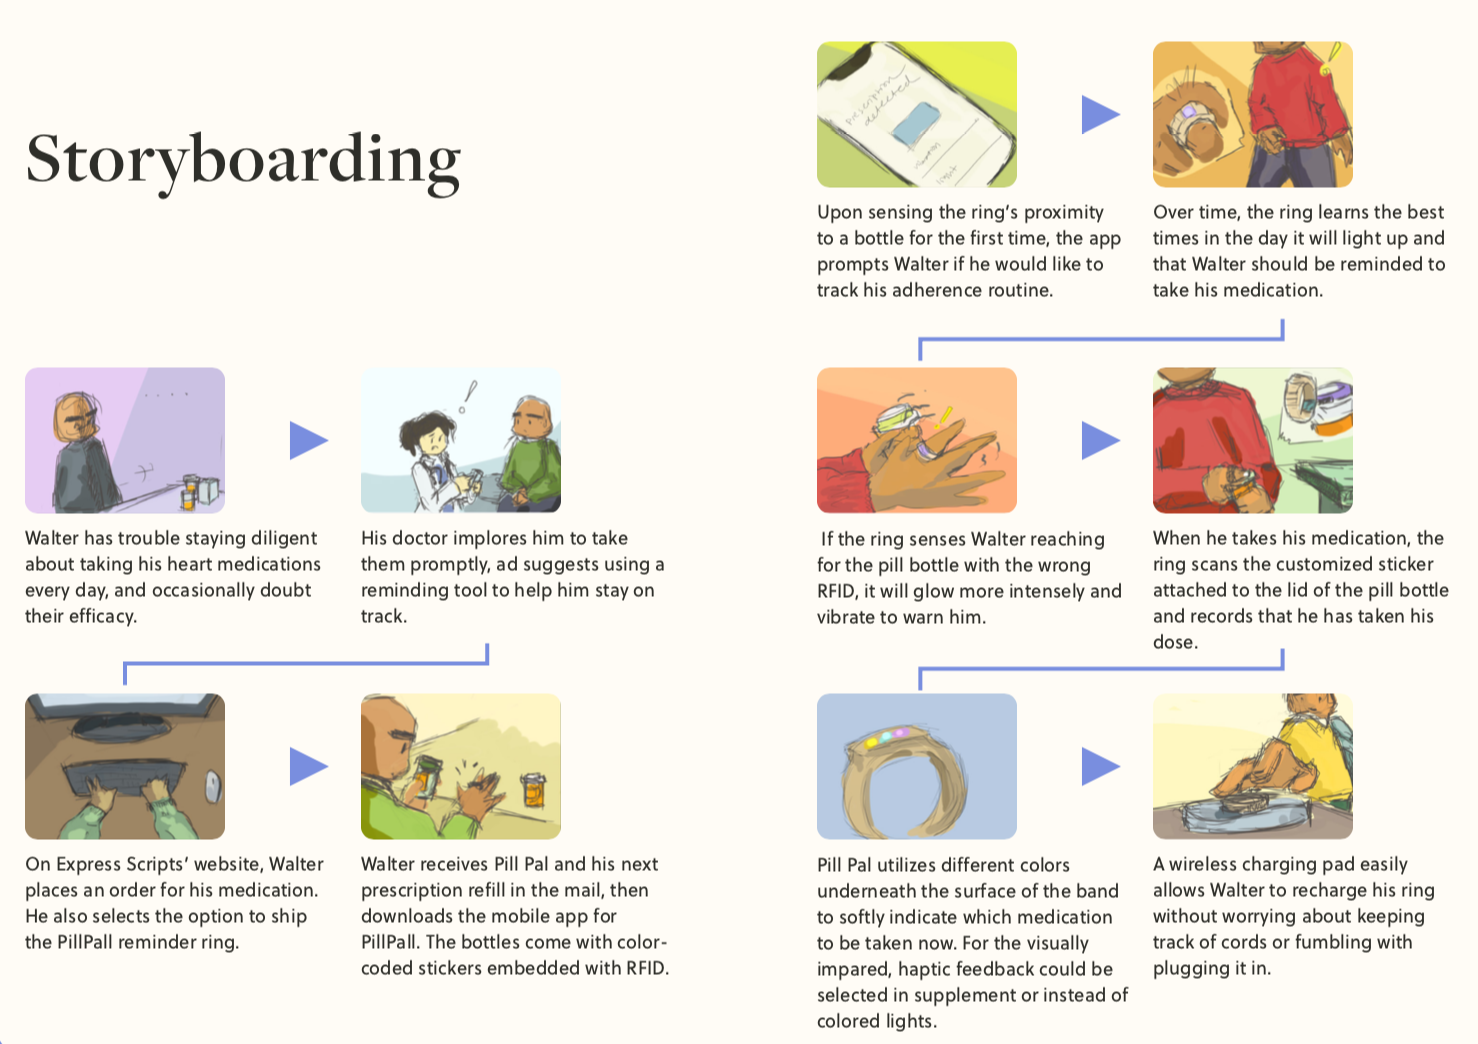 Storyboarding
Walter has trouble staying diligent
about taking his heart medications
every day, and occasionally doubt
their efficacy.
His doctor implores him to take
them promptly, ad suggests using a
reminding tool to help him stay on
track.
On Express Scripts' website, Walter
places an order for his medication.
He also selects the option to ship
the PillPall reminder ring.
Walter receives Pill Pal and his next
prescription refill in the mail, then
downloads the mobile app for
PillPall. The bottles come with color-
coded stickers embedded with RFID.
prescription
detected
Upon sensing the ring's proximity
to a bottle for the first time, the app
prompts Walter if he would like to
track his adherence routine.
Over time, the ring learns the best
times in the day it will light up and
that Walter should be reminded to
take his medication.
If the ring senses Walter reaching
for the pill bottle with the wrong
RFID, it will glow more intensely and
vibrate to warn him.
When he takes his medication, the
ring scans the customized sticker
attached to the lid of the pill bottle
and records that he has taken his
dose.
Pill Pal utilizes different colors
underneath the surface of the band
to softly indicate which medication
to be taken now. For the visually
impared, haptic feedback could be
selected in supplement or instead of
colored lights.
A wireless charging pad easily
allows Walter to recharge his ring
without worrying about keeping
track of cords or fumbling with
plugging it in.